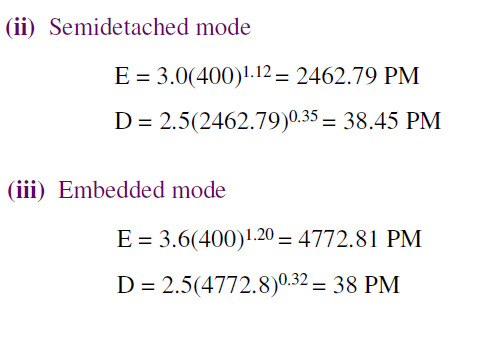 (ii) Semidetached mode
E = 3.0(400)^1.12 = 2462.79 PM
D = 2.5(2462.79)^0.35 = 38.45 PM
(iii) Embedded mode
E = 3.6(400)^1.20 = 4772.81 PM
D = 2.5(4772.8)^0.32 = 38 PM